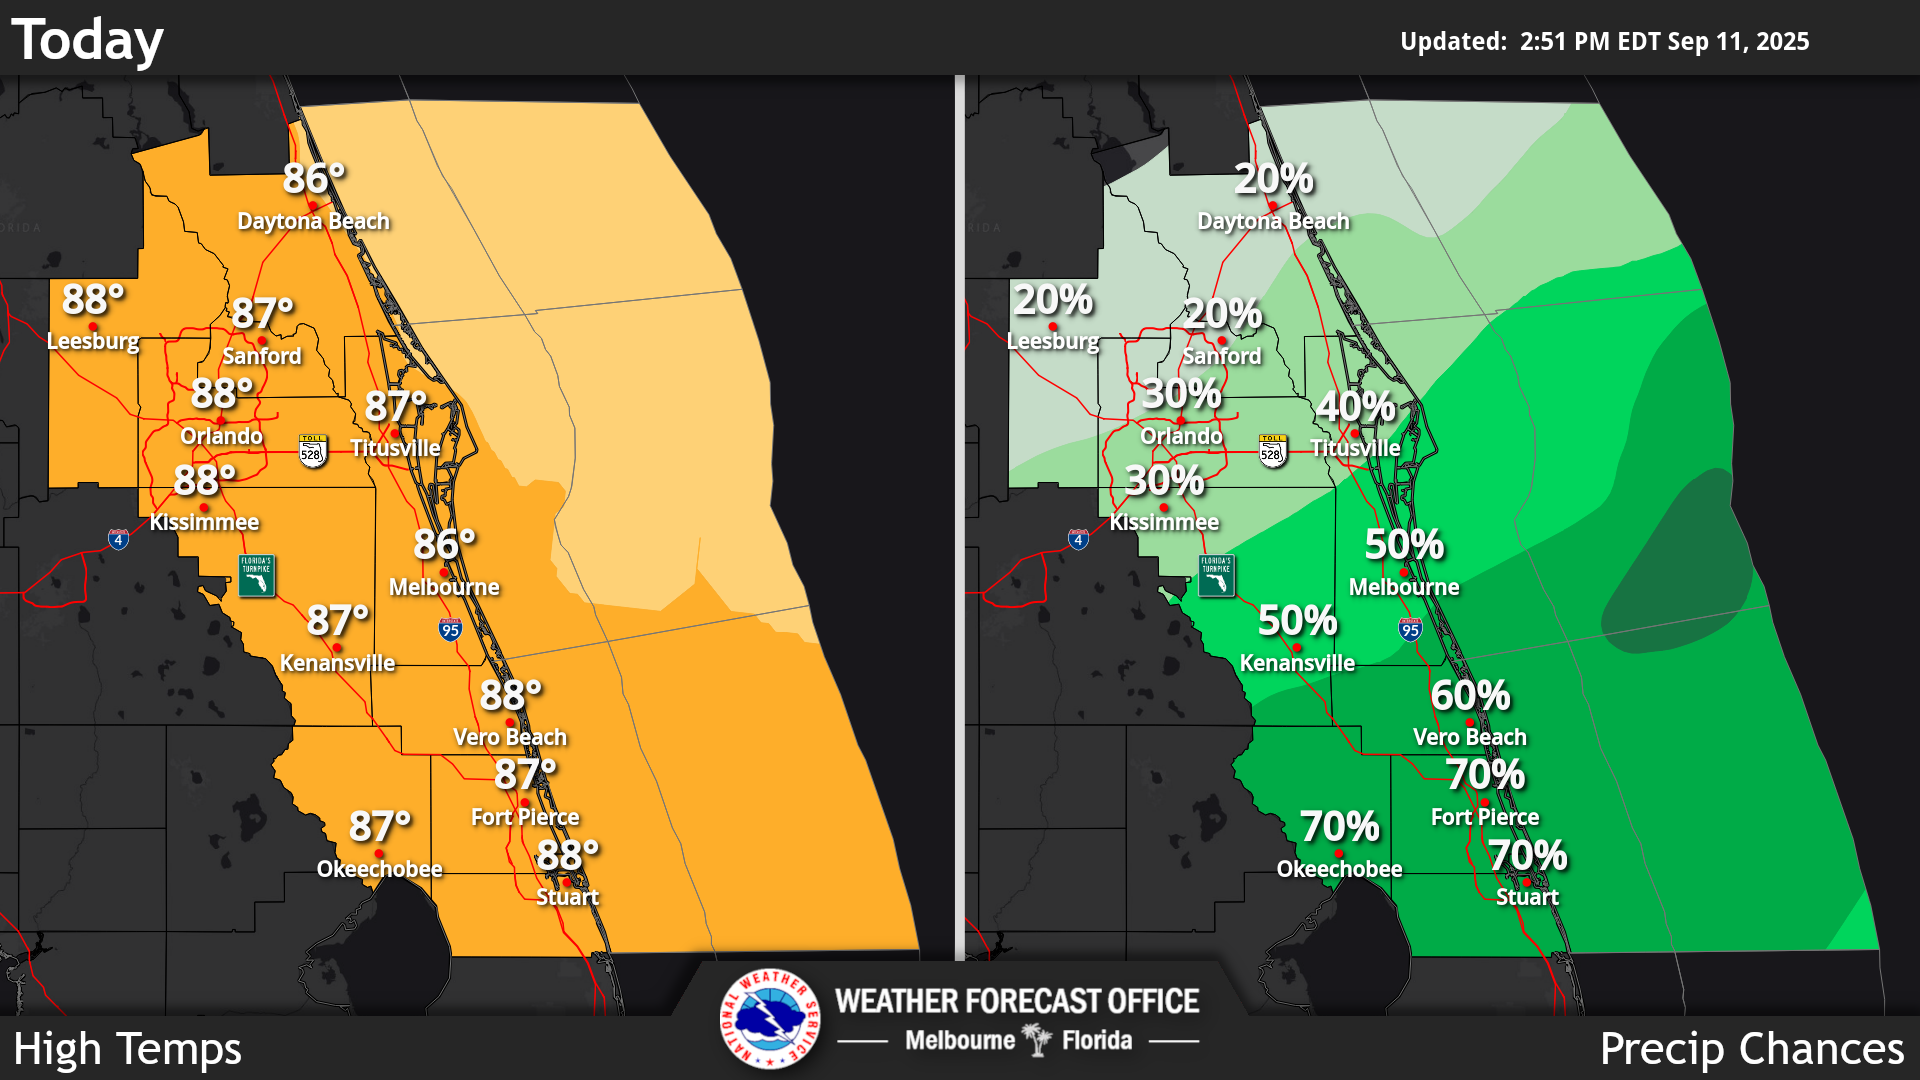 Today
Updated:  2:51 PM EDT Sep 11, 2025
86°
Daytona Beach
88°
Leesburg
87°
Sanford
88°
Orlando
87°
Titusville
TOLL
528
88°
Kissimmee
4
FLORIDA'S
TURNPIKE
86°
Melbourne
95
87°
Kenansville
88°
Vero Beach
87°
Fort Pierce
87°
Okeechobee
88°
Stuart
High Temps
20%
Daytona Beach
20%
Leesburg
20%
Sanford
30%
Orlando
40%
Titusville
TOLL
528
30%
Kissimmee
4
FLORIDA'S
TURNPIKE
50%
Melbourne
95
50%
Kenansville
60%
Vero Beach
70%
Fort Pierce
70%
Okeechobee
70%
Stuart
Precip Chances
NATIONAL WEATHER SERVICE
WEATHER FORECAST OFFICE
Melbourne Florida